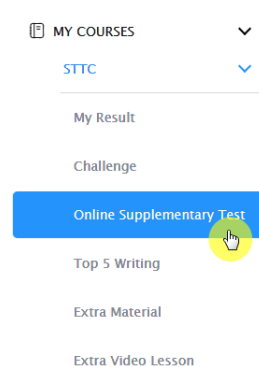 MY COURSES
STTC
My Result
Challenge
Online Supplementary Test
Top 5 Writing
Extra Material
Extra Video Lesson